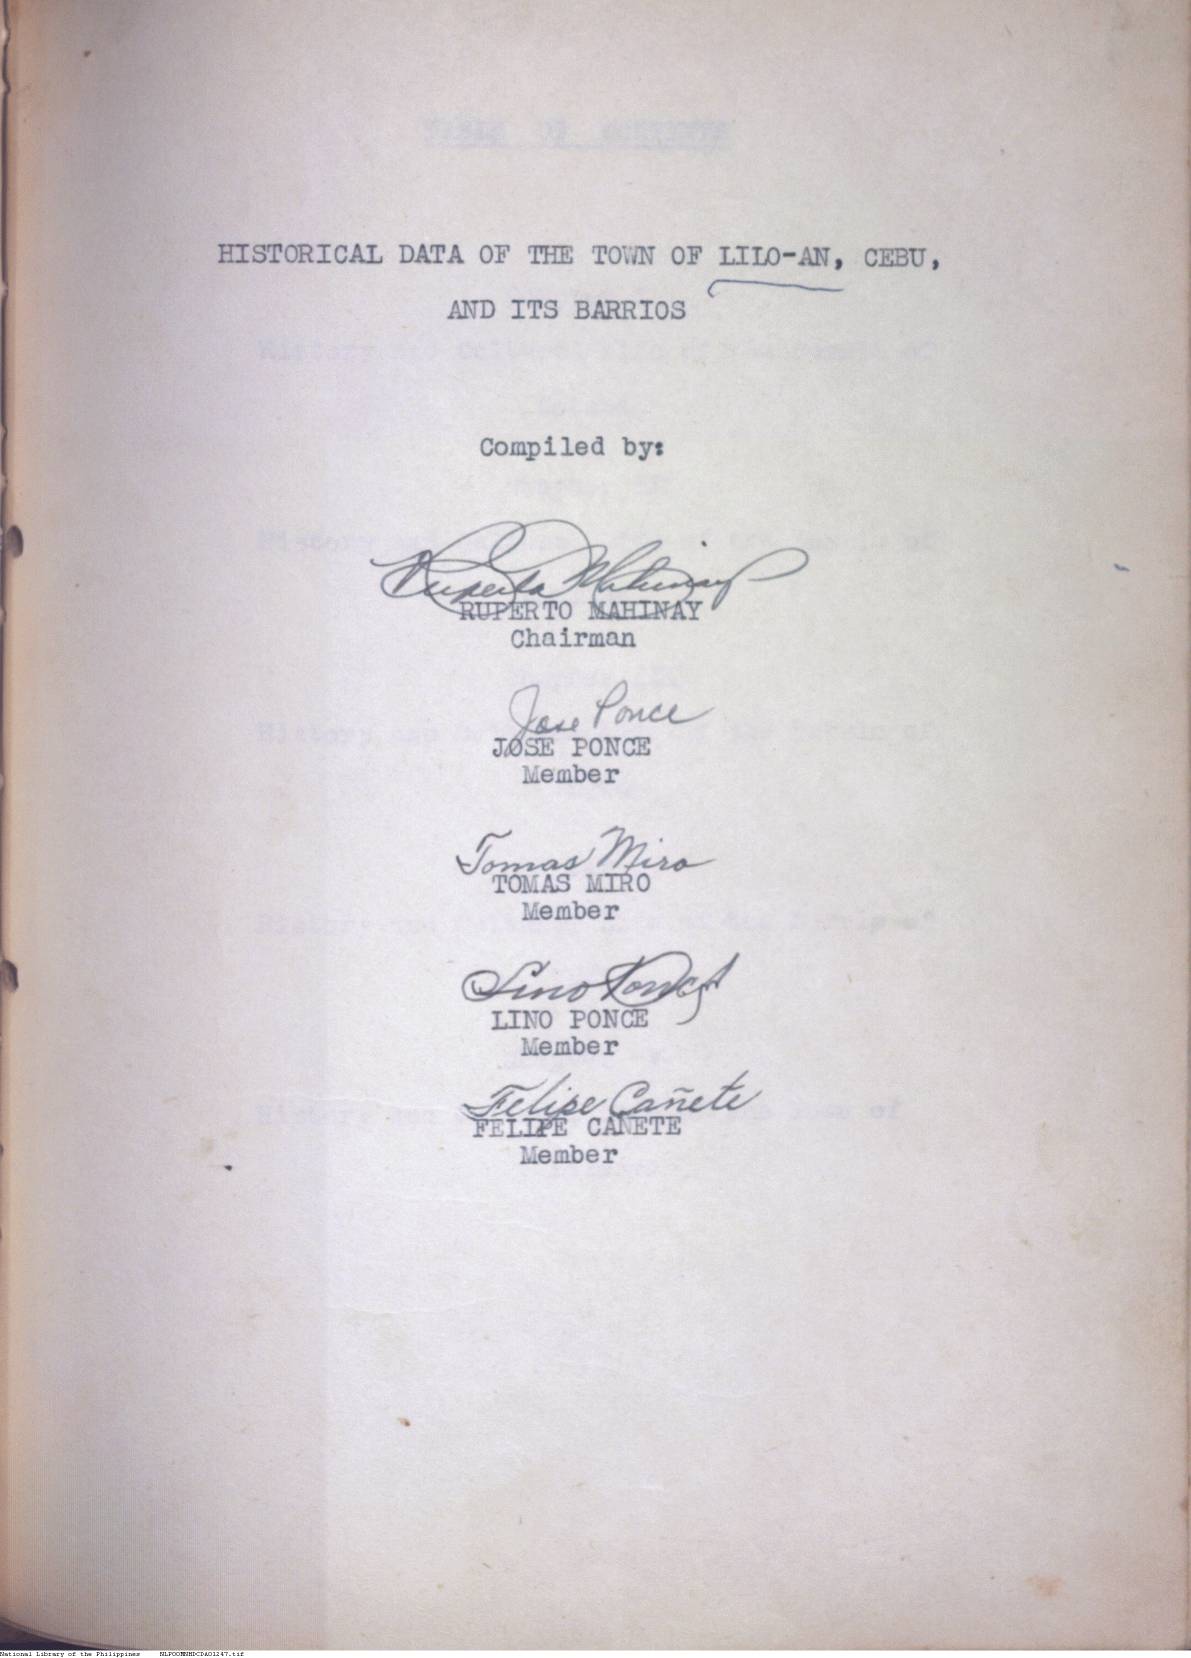 HISTORICAL DATA OF THE TOWN OF LILO-AN, CEBU,
AND ITS BARRIOS
Compiled by:
Ruperto Mahinay
RUPERTO MAHINAY
Chairman
Jose Ponce
JOSE PONCE
Member
Tomas Miro
TOMAS MIRO
Member
Lino Ponce
LINO PONCE
Member
Felipe Cañete
FELIPE CANETE
Member
National Library of the Philippines